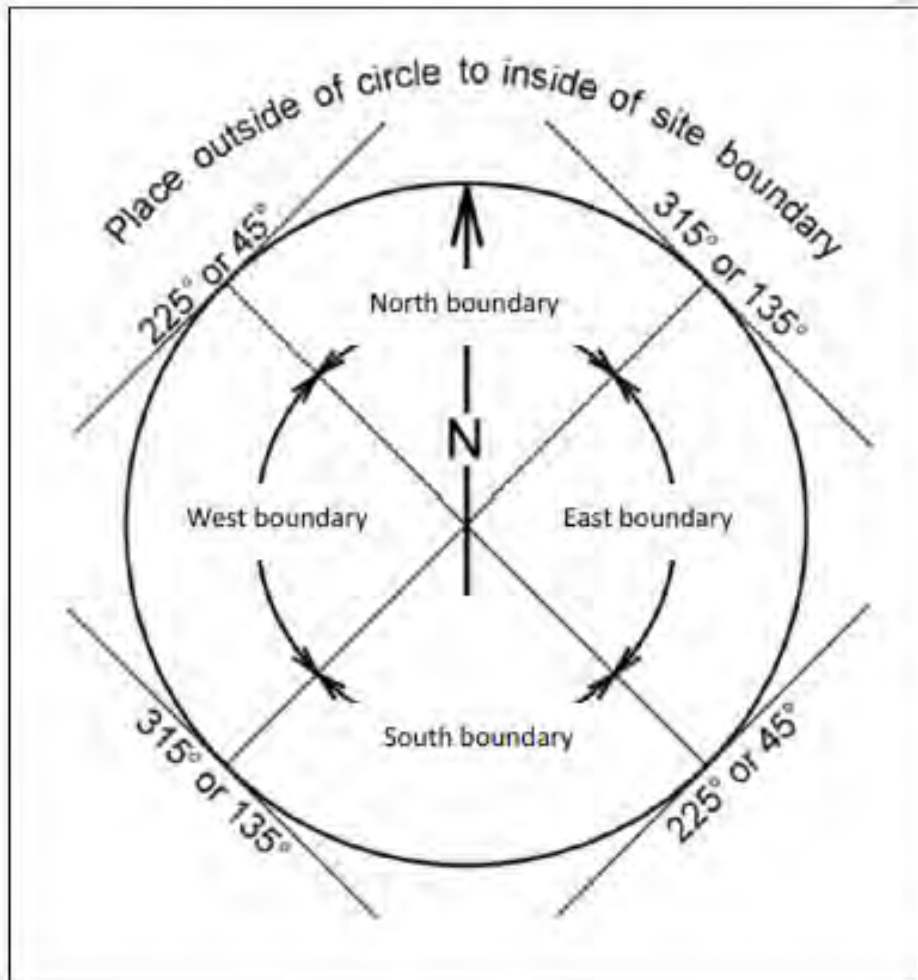 Place outside of circle to inside of site boundary
225° or 45°
315° or 135°
North boundary
N
West boundary
East boundary
South boundary
315° or 135°
225° or 45°